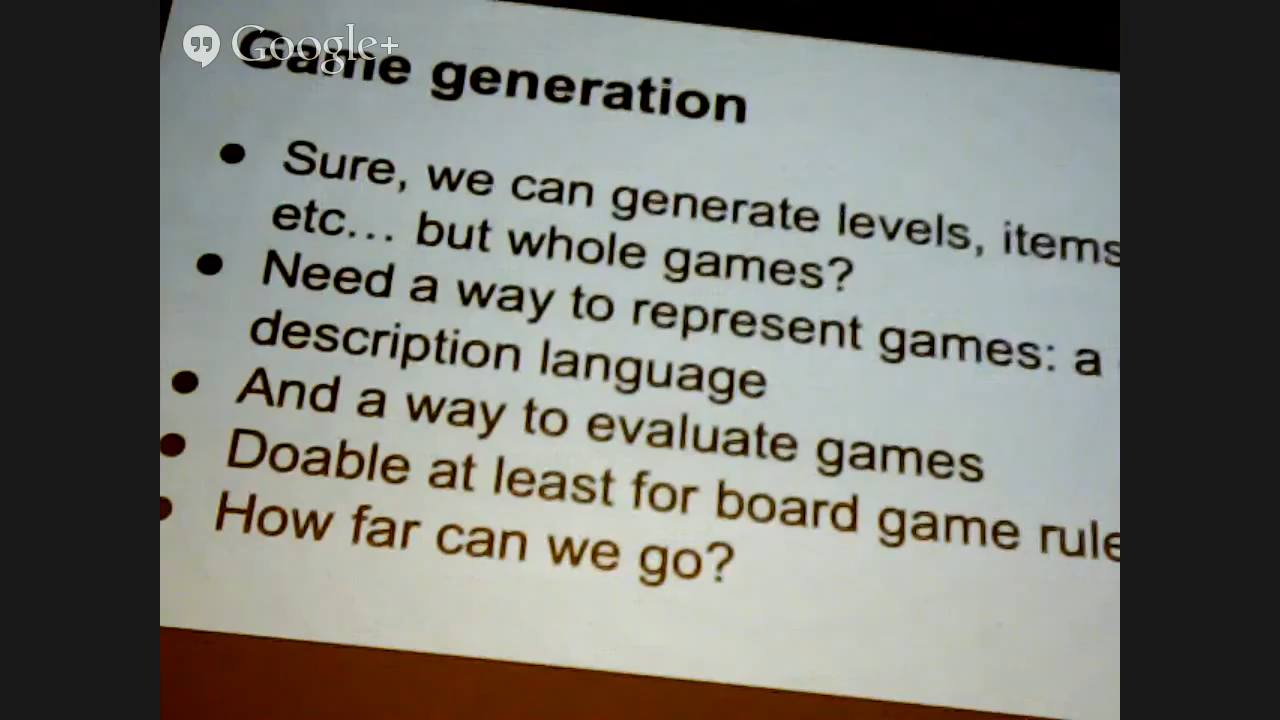 Google+
Game generation
● Sure, we can generate levels, items
etc... but whole games?
● Need a way to represent games: a
description language
● And a way to evaluate games
● Doable at least for board game rule
● How far can we go?